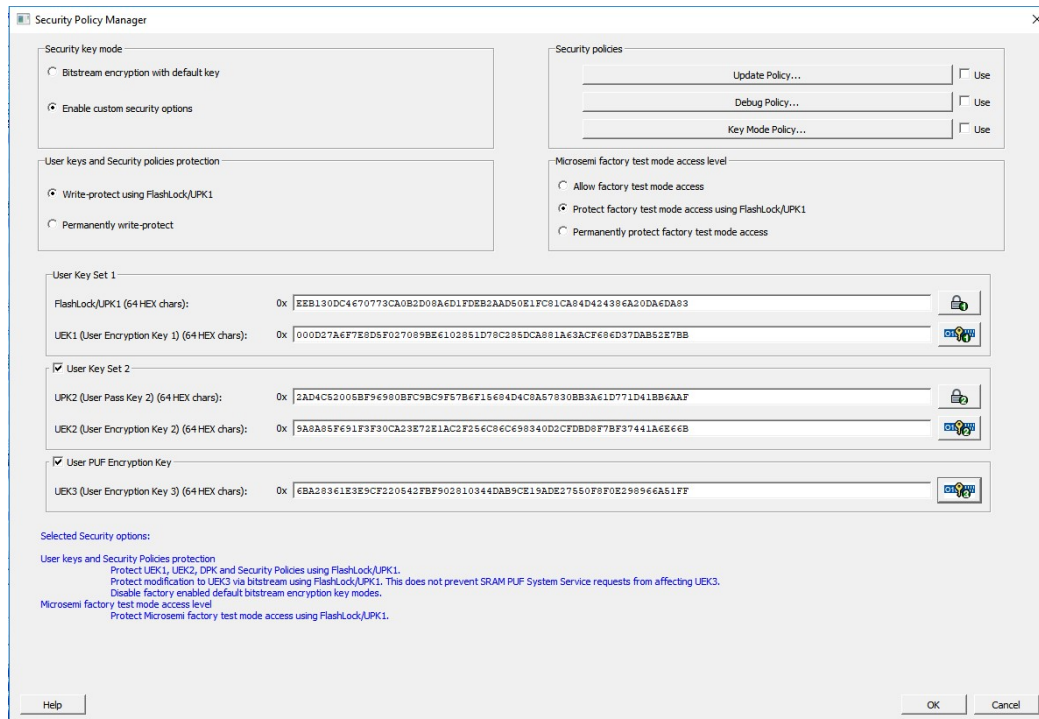 Security Policy Manager
Security key mode
Bitstream encryption with default key
Enable custom security options
Security policies
Update Policy...
Use
Debug Policy...
Use
Key Mode Policy...
Use
User keys and Security policies protection
Write-protect using FlashLock/UPK1
Permanently write-protect
Microsemi factory test mode access level
Allow factory test mode access
Protect factory test mode access using FlashLock/UPK1
Permanently protect factory test mode access
User Key Set 1
FlashLock/UPK1 (64 HEX chars): 0x EEB130DC4670773CA0B2D08A6D1FDEB2AAD50E1FC81CA84D424386A20DA6DA83
UEK1 (User Encryption Key 1) (64 HEX chars): 0x 000D27A6F7E8D5F027089BE6102851D78C285DCA881A63ACF686D37DAB52E7BB
User Key Set 2
UPK2 (User Pass Key 2) (64 HEX chars): 0x 2AD4C52005BF96980BFC9BC9F57B6F15684D4C8A57830BB3A61D771D41BB6AAF
UEK2 (User Encryption Key 2) (64 HEX chars): 0x 9A8A85F691F3F30CA23E72E1AC2F256C86C698340D2CFDBD8F7BF37441A6E66B
User PUF Encryption Key
UEK3 (User Encryption Key 3) (64 HEX chars): 0x 6BA28361E3E9CF220542FBF902810344DAB9CE19ADE27550F8F0E298966A51FF
Selected Security options:
User keys and Security Policies protection
Protect UEK1, UEK2, DPK and Security Policies using FlashLock/UPK1.
Protect modification to UEK3 via bitstream using FlashLock/UPK1. This does not prevent SRAM PUF System Service requests from affecting UEK3.
Disable factory enabled default bitstream encryption key modes.
Microsemi factory test mode access level
Protect Microsemi factory test mode access using FlashLock/UPK1.
Help
OK
Cancel